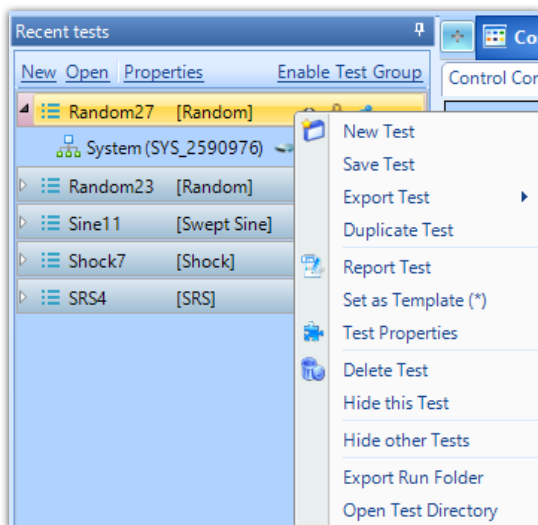 Recent tests
Co
New Open Properties Enable Test Group
Control Cor
Random27 [Random]
System (SYS_2590976)
Random23 [Random]
Sine11 [Swept Sine]
Shock7 [Shock]
SRS4 [SRS]
New Test
Save Test
Export Test
Duplicate Test
Report Test
Set as Template (*)
Test Properties
Delete Test
Hide this Test
Hide other Tests
Export Run Folder
Open Test Directory